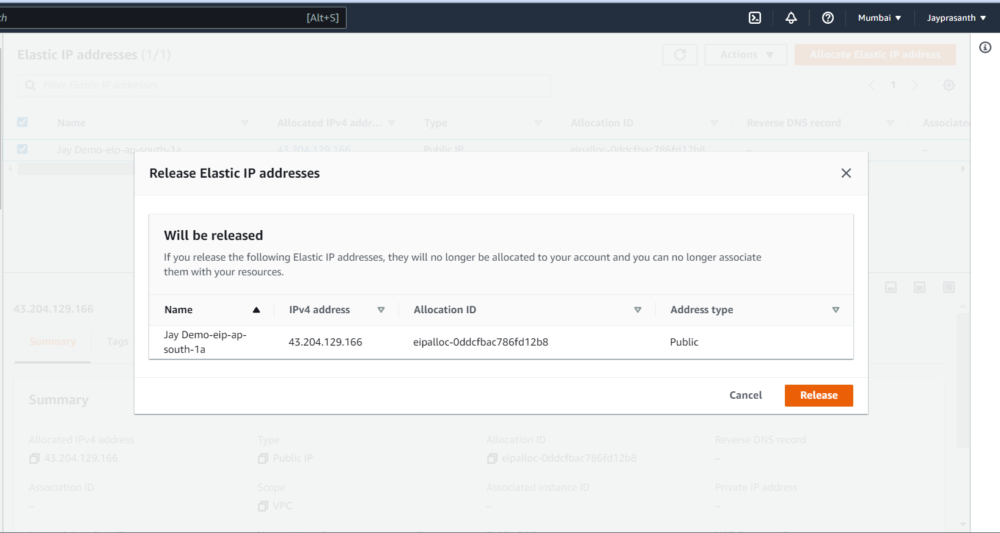 ch [Alt+S] Mumbai ▼ Jayprasanth ▼
Elastic IP addresses (1/1) Actions ▼ Allocate Elastic IP address
Filter Elastic IP addresses 1
Name Allocated IPv4 addr... Type Allocation ID Reverse DNS record Associated
Jay Demo-eip-ap-south-1a 43.204.129.166 Public IP eipalloc-0ddcfbac786fd12b8 –  –
Release Elastic IP addresses
Will be released
If you release the following Elastic IP addresses, they will no longer be allocated to your account and you can no longer associate
them with your resources.
Name IPv4 address Allocation ID Address type
Jay Demo-eip-ap-
south-1a 43.204.129.166 eipalloc-0ddcfbac786fd12b8 Public
Cancel Release
43.204.129.166
Summary Tags
Summary
Allocated IPv4 address Type Allocation ID Reverse DNS record
43.204.129.166 Public IP eipalloc-0ddcfbac786fd12b8 –
Association ID Scope Associated instance ID Private IP address
– VPC – –